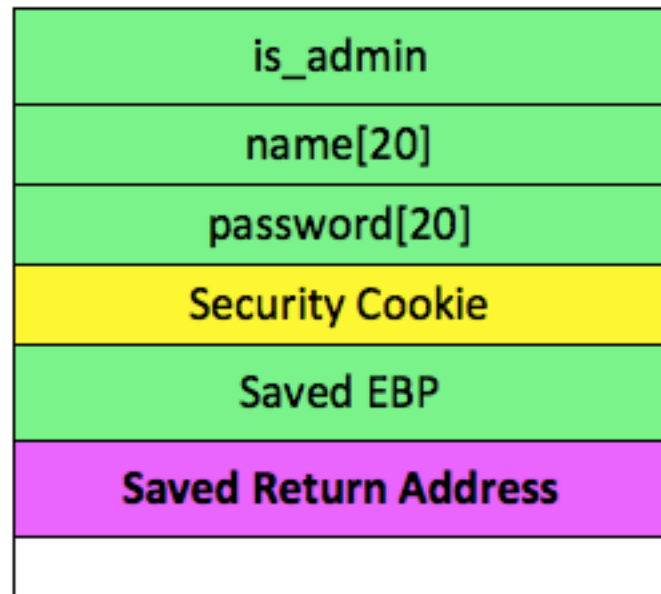 is_admin
name[20]
password[20]
Security Cookie
Saved EBP
Saved Return Address